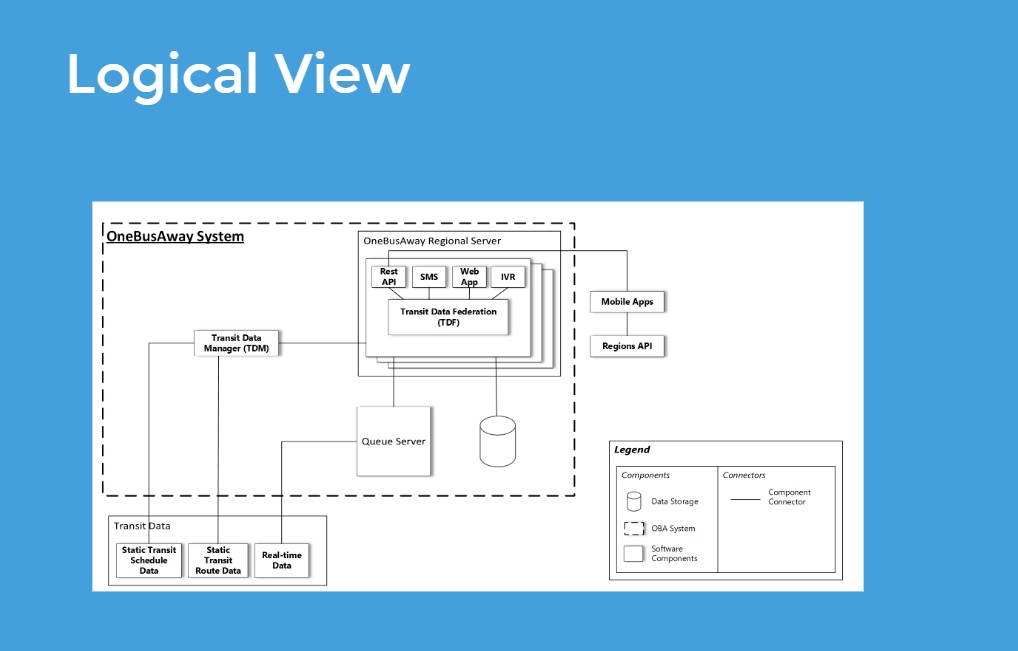 Logical View
OneBusAway System
OneBusAway Regional Server
Rest
API
SMS
Web
App
IVR
Transit Data Federation
(TDF)
Mobile Apps
Regions API
Transit Data
Manager (TDM)
Queue Server
Transit Data
Static Transit
Schedule
Data
Static
Transit
Route Data
Real-time
Data
Legend
Components
Data Storage
OBA System
Software
Components
Connectors
Component
Connector